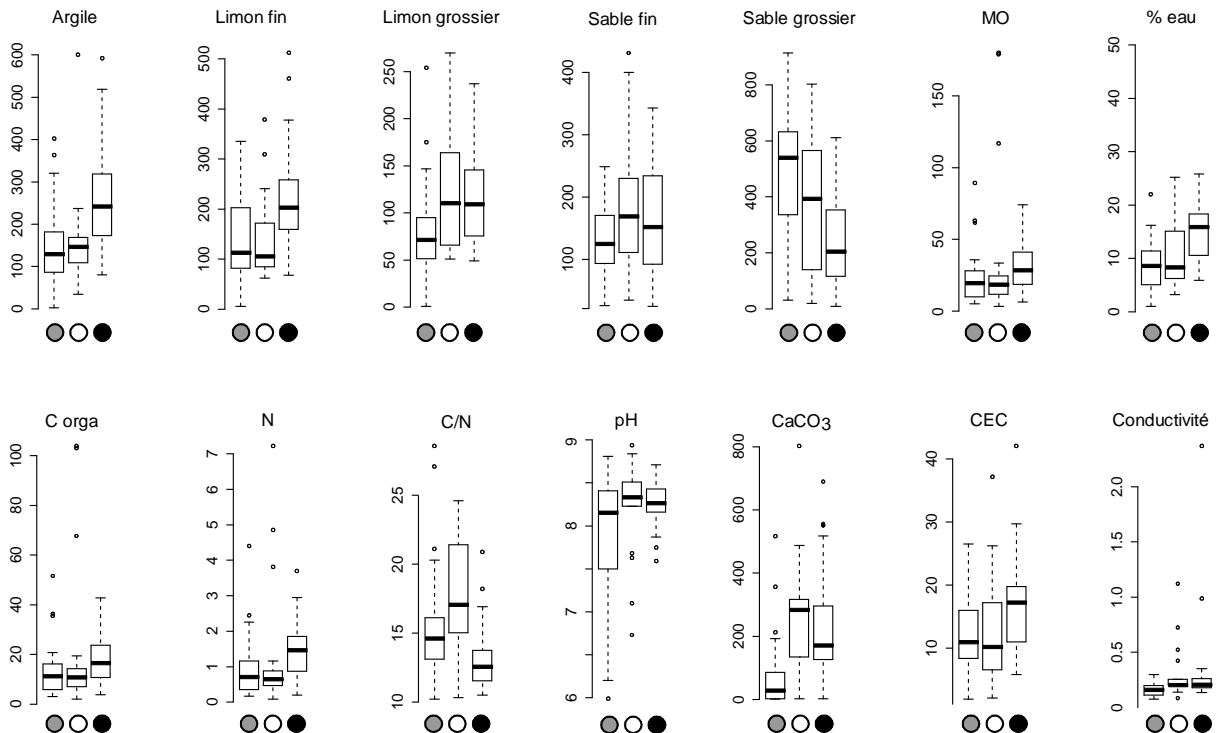 Argile
Limon fin
Limon grossier
Sable fin
Sable grossier
MO
% eau
0 100 200 300 400 500 600
0 100 200 300 400 500
0 50 100 150 200 250
100 200 300 400
0 200 400 600 800
0 50 150
0 10 20 30 40 50
C orga
N
C/N
pH
CaCO3
CEC
Conductivité
0 20 40 60 80 100
0 1 2 3 4 5 6 7
10 15 20 25
6 7 8 9
0 200 400 600 800
10 20 30 40
0 0.5 1.0 1.5 2.0